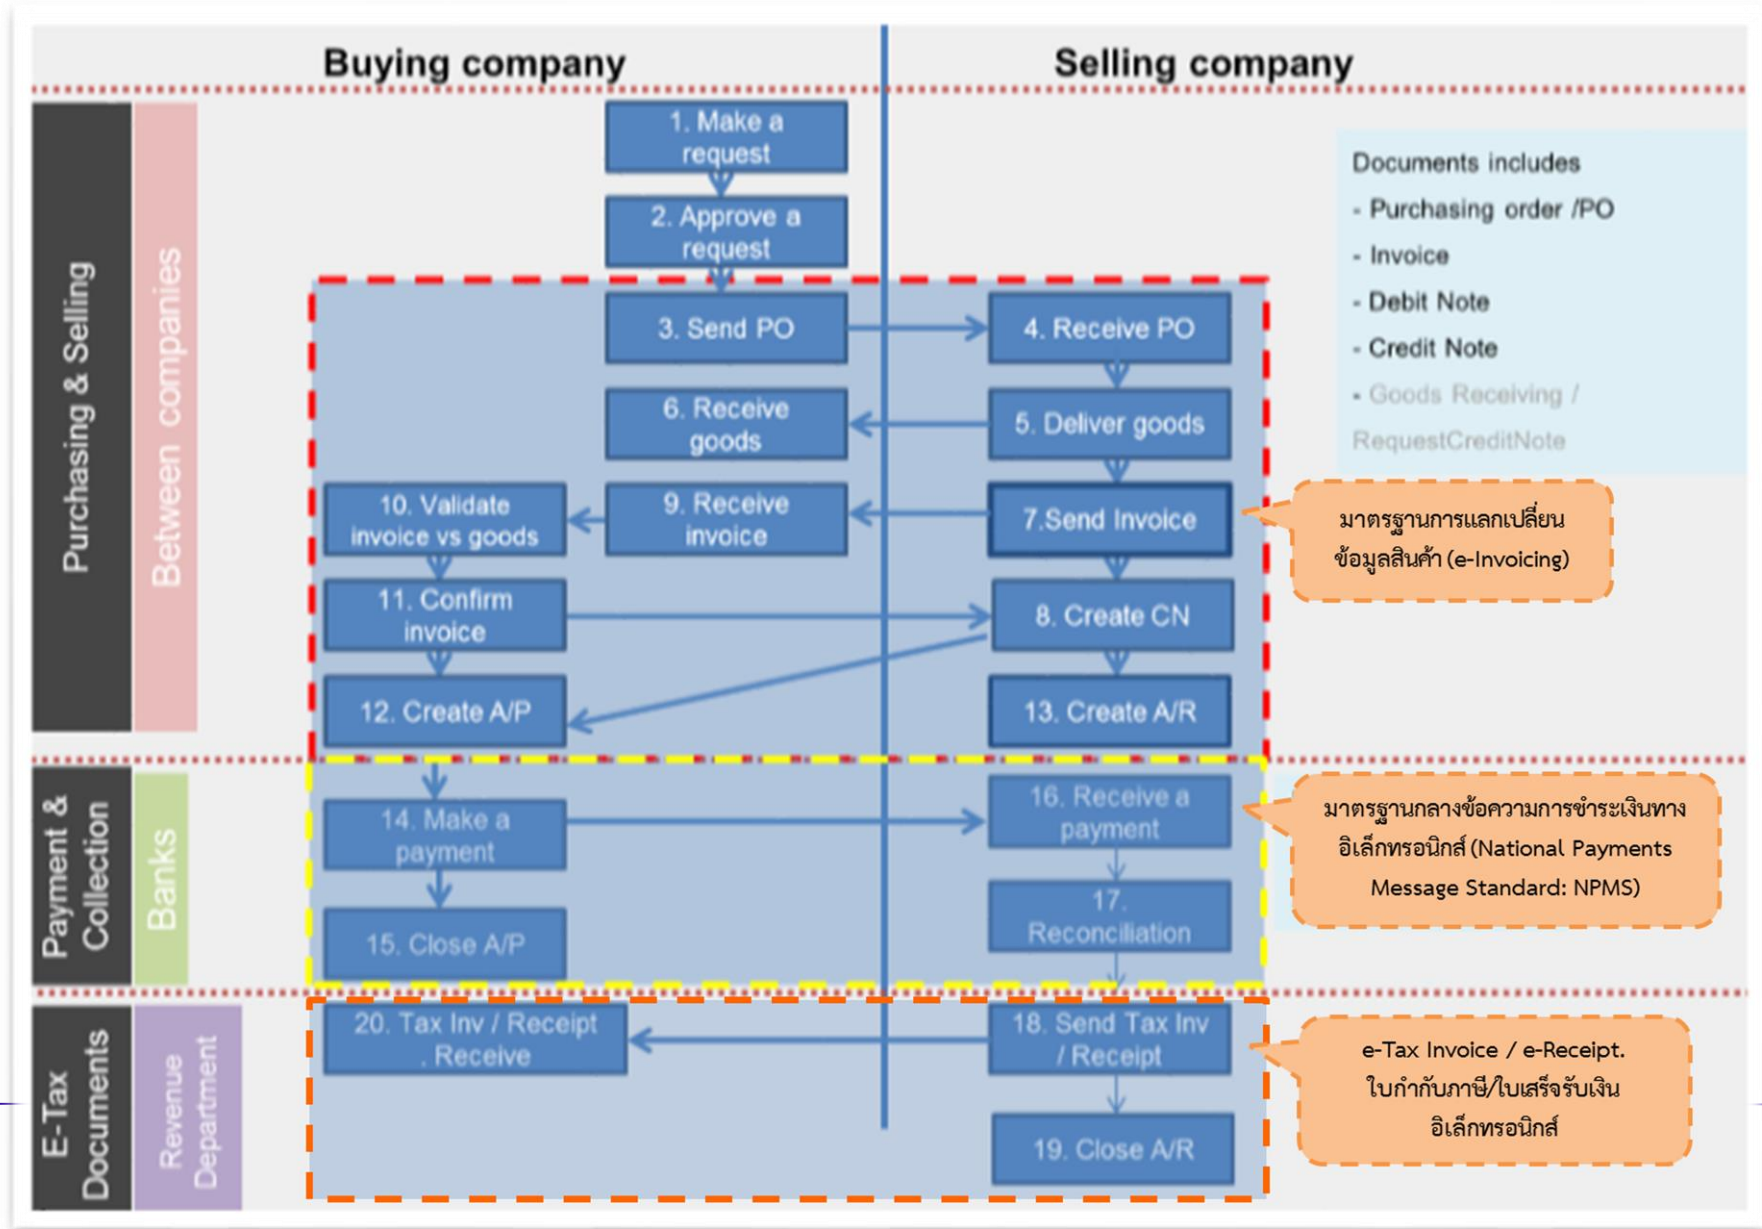 Buying company
Selling company
Purchasing & Selling
Between companies
1. Make a
request
2. Approve a
request
3. Send PO
4. Receive PO
6. Receive
goods
5. Deliver goods
10. Validate
invoice vs goods
9. Receive
invoice
7.Send Invoice
11. Confirm
invoice
8. Create CN
12. Create A/P
13. Create A/R
Documents includes
- Purchasing order /PO
- Invoice
- Debit Note
- Credit Note
- Goods Receiving /
RequestCreditNote
มาตรฐานการแลกเปลี่ยน
ข้อมูลสินค้า (e-Invoicing)
Payment &
Collection
Banks
14. Make a
payment
16. Receive a
payment
15. Close A/P
17.
Reconciliation
มาตรฐานกลางข้อความการชำระเงินทาง
อิเล็กทรอนิกส์ (National Payments
Message Standard: NPMS)
E-Tax
Documents
Revenue
Department
20. Tax Inv / Receipt
. Receive
18. Send Tax Inv
/ Receipt
19. Close A/R
e-Tax Invoice / e-Receipt.
ใบกำกับภาษี/ใบเสร็จรับเงิน
อิเล็กทรอนิกส์